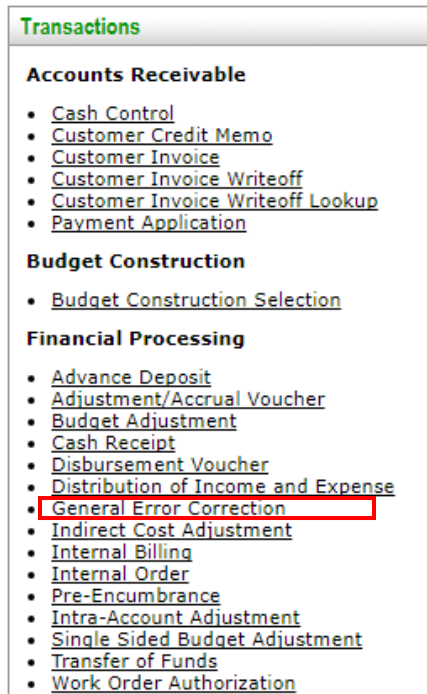 Transactions
Accounts Receivable
Cash Control
Customer Credit Memo
Customer Invoice
Customer Invoice Writeoff
Customer Invoice Writeoff Lookup
Payment Application
Budget Construction
Budget Construction Selection
Financial Processing
Advance Deposit
Adjustment/Accrual Voucher
Budget Adjustment
Cash Receipt
Disbursement Voucher
Distribution of Income and Expense
General Error Correction
Indirect Cost Adjustment
Internal Billing
Internal Order
Pre-Encumbrance
Intra-Account Adjustment
Single Sided Budget Adjustment
Transfer of Funds
Work Order Authorization